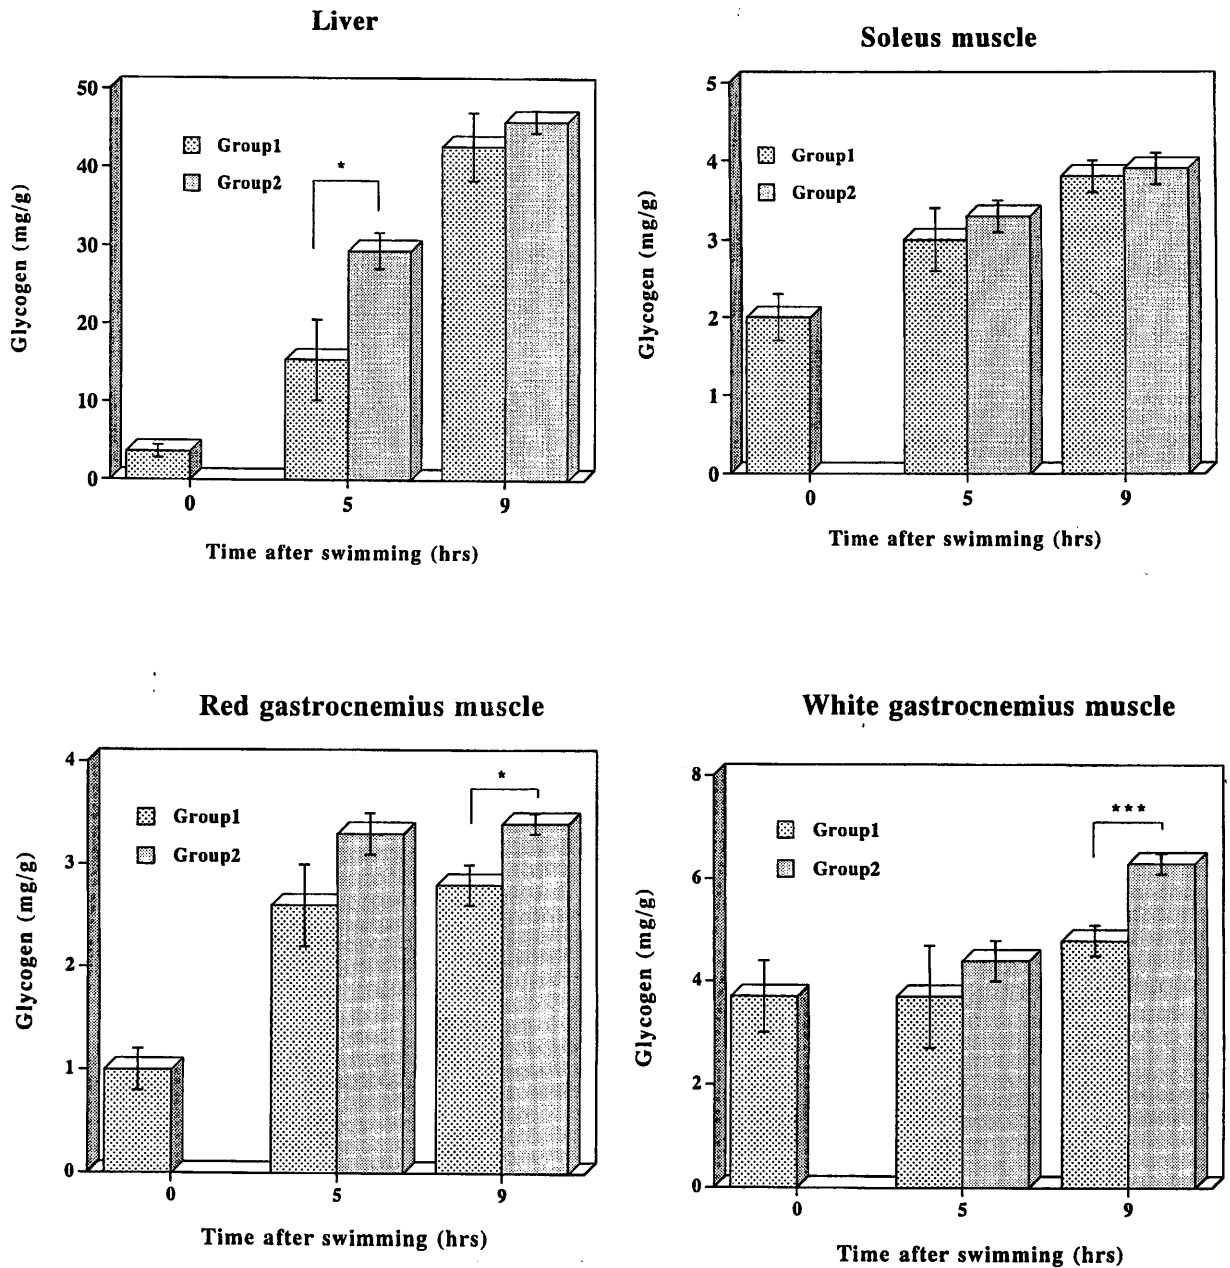 Liver
50
40
30
20
10
0
Glycogen (mg/g)
Group1
Group2
*
0 5 9
Time after swimming (hrs)
Soleus muscle
5
4
3
2
1
0
Glycogen (mg/g)
Group1
Group2
0 5 9
Time after swimming (hrs)
Red gastrocnemius muscle
4
3
2
1
0
Glycogen (mg/g)
Group1
Group2
*
0 5 9
Time after swimming (hrs)
White gastrocnemius muscle
8
6
4
2
0
Glycogen (mg/g)
Group1
Group2
***
0 5 9
Time after swimming (hrs)